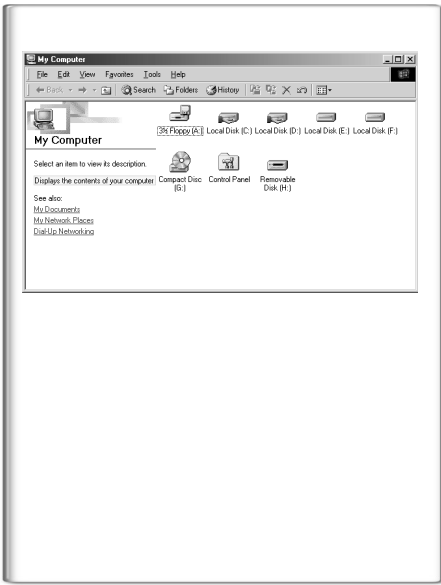 My Computer
File Edit View Favorites Tools Help
Back Search Folders History
My Computer
Select an item to view its description.
Displays the contents of your computer
See also:
My Documents
My Network Places
Dial-Up Networking
3½ Floppy (A:) Local Disk (C:) Local Disk (D:) Local Disk (E:) Local Disk (F:)
Compact Disc (G:) Control Panel Removable Disk (H:)